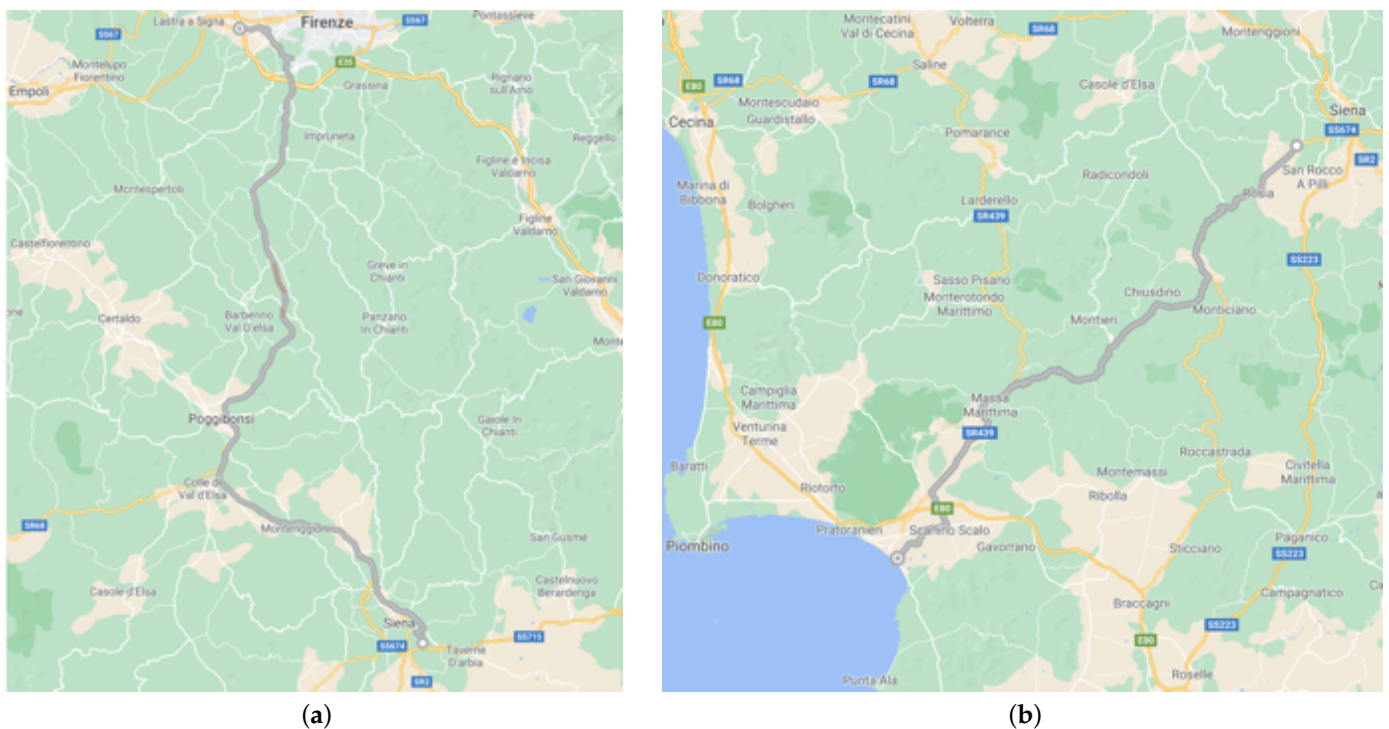 Lastra a Signa
Firenze
Pontassieve
SS67
SS67
Montelupo
Fiorentino
E35
Grassina
Empoli
Rignano
sull'Arno
Impruneta
Reggello
Figline e Incisa
Valdarno
Montespertoli
Figline
Valdarno
Castelfiorentino
Greve in
Chianti
San Giovanni
Valdarno
Certaldo
Barberino
Val D'elsa
Panzano
In Chianti
Poggibonsi
Gaiole In
Chianti
Colle di
Val d'Elsa
SR68
Monteriggioni
San Gusmè
Castelnuovo
Berardenga
Casole d'Elsa
Siena
SS674
SS715
Taverne
D'arbia
SR2
(a)
Montecatini
Val di Cecina
Volterra
SR68
Monteriggioni
Saline
E80
SR68
SR68
Casole d'Elsa
Montescudaio
Guardistallo
Siena
Cecina
SS674
Pomarance
SR2
Marina di
Bibbona
Radicondoli
San Rocco
A Pilli
Rosia
Bolgheri
Larderello
SR439
SS223
Donoratico
Sasso Pisano
Monterotondo
Marittimo
Chiusdino
Monticiano
E80
Montieri
Campiglia
Marittima
Massa
Marittima
Venturina
Terme
SR439
Roccastrada
Baratti
Montemassi
Civitella
Marittima
Riotorto
Ribolla
E80
Pratoranieri
Scarlino Scalo
Piombino
Gavorrano
Sticciano
Paganico
SS223
Campagnatico
Braccagni
SS223
E80
Roselle
Punta Ala
(b)